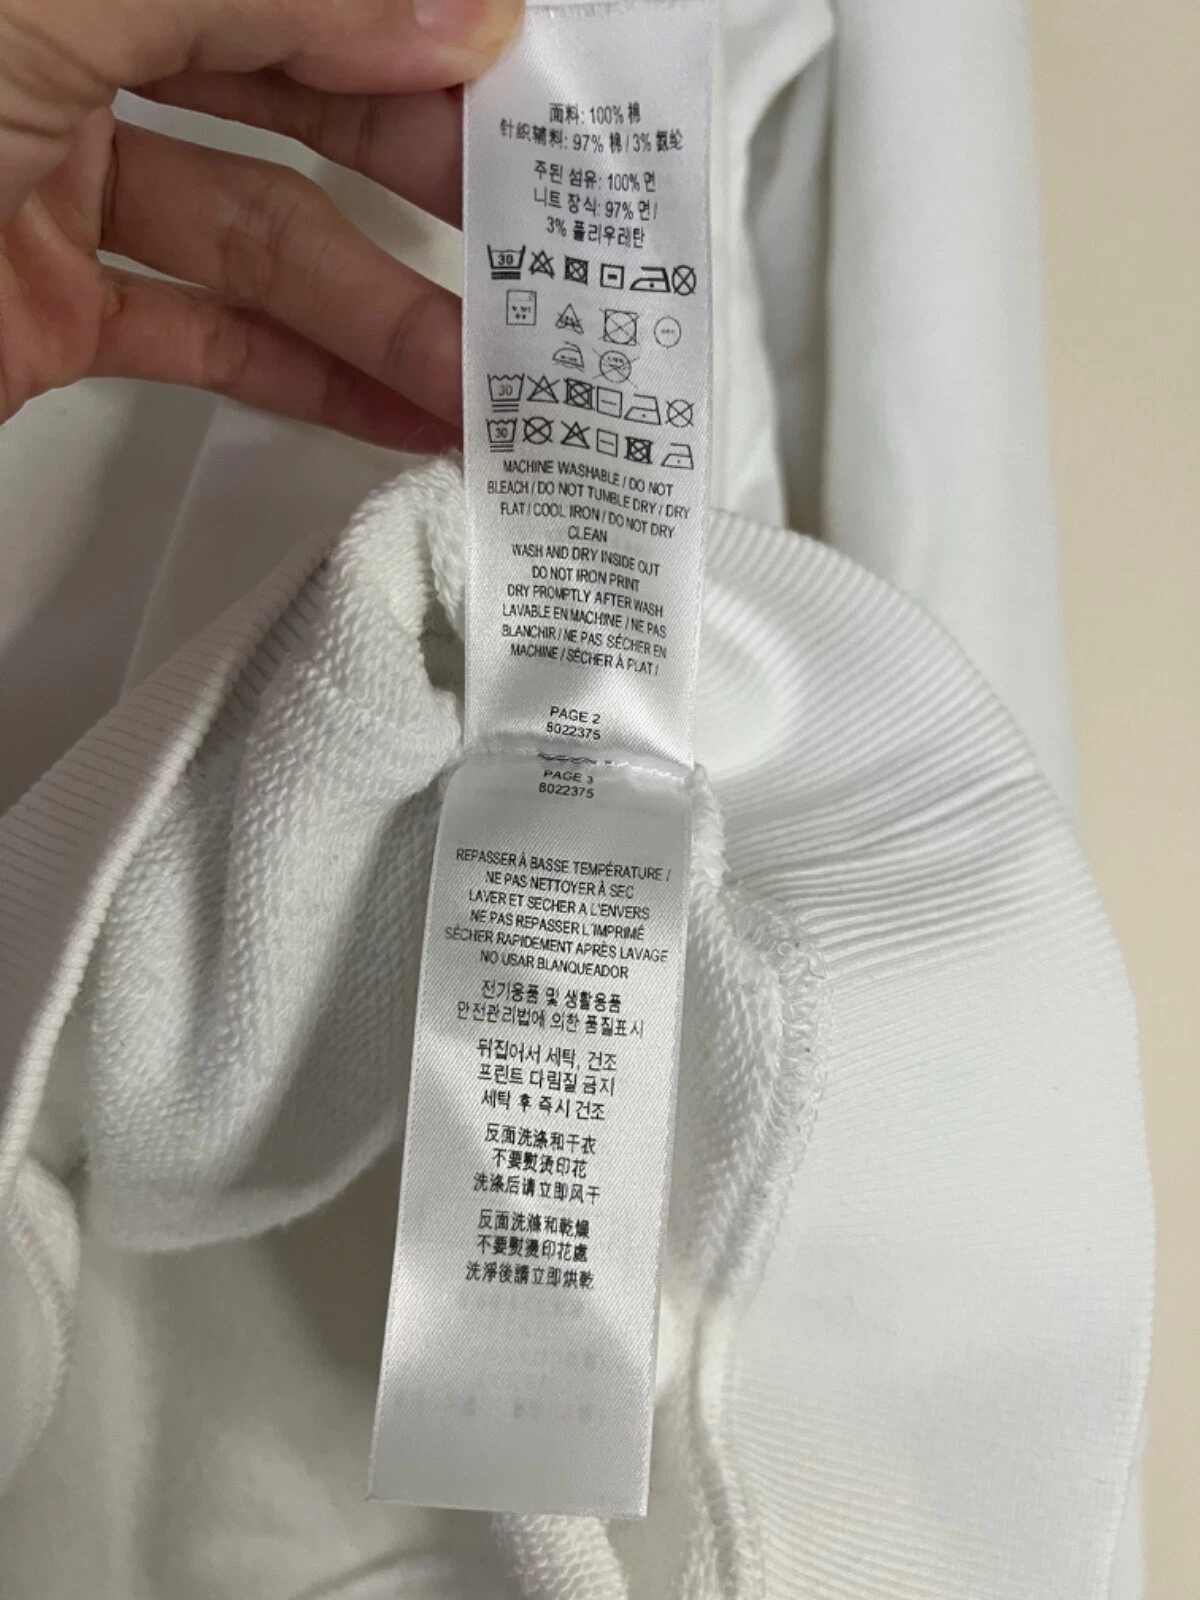 面料: 100% 棉
针织辅料: 97% 棉 / 3% 氨纶
주된 섬유: 100% 면
니트 장식: 97% 면 /
3% 폴리우레탄
30
30
30
MACHINE WASHABLE / DO NOT
BLEACH / DO NOT TUMBLE DRY / DRY
FLAT / COOL IRON / DO NOT DRY
CLEAN
WASH AND DRY INSIDE OUT
DO NOT IRON PRINT
DRY PROMPTLY AFTER WASH
LAVABLE EN MACHINE / NE PAS
BLANCHIR / NE PAS SÉCHER EN
MACHINE / SÉCHER À PLAT /
PAGE 2
8022375
PAGE 3
8022375
REPASSER À BASSE TEMPÉRATURE /
NE PAS NETTOYER À SEC
LAVER ET SECHER A L'ENVERS
NE PAS REPASSER L'IMPRIMÉ
SÉCHER RAPIDEMENT APRÈS LAVAGE
NO USAR BLANQUEADOR
전기용품 및 생활용품
안전관리법에 의한 품질표시
뒤집어서 세탁, 건조
프린트 다림질 금지
세탁 후 즉시 건조
反面洗涤和干衣
不要熨烫印花
洗涤后请立即风干
反面洗滌和乾燥
不要熨燙印花處
洗淨後請立即烘乾